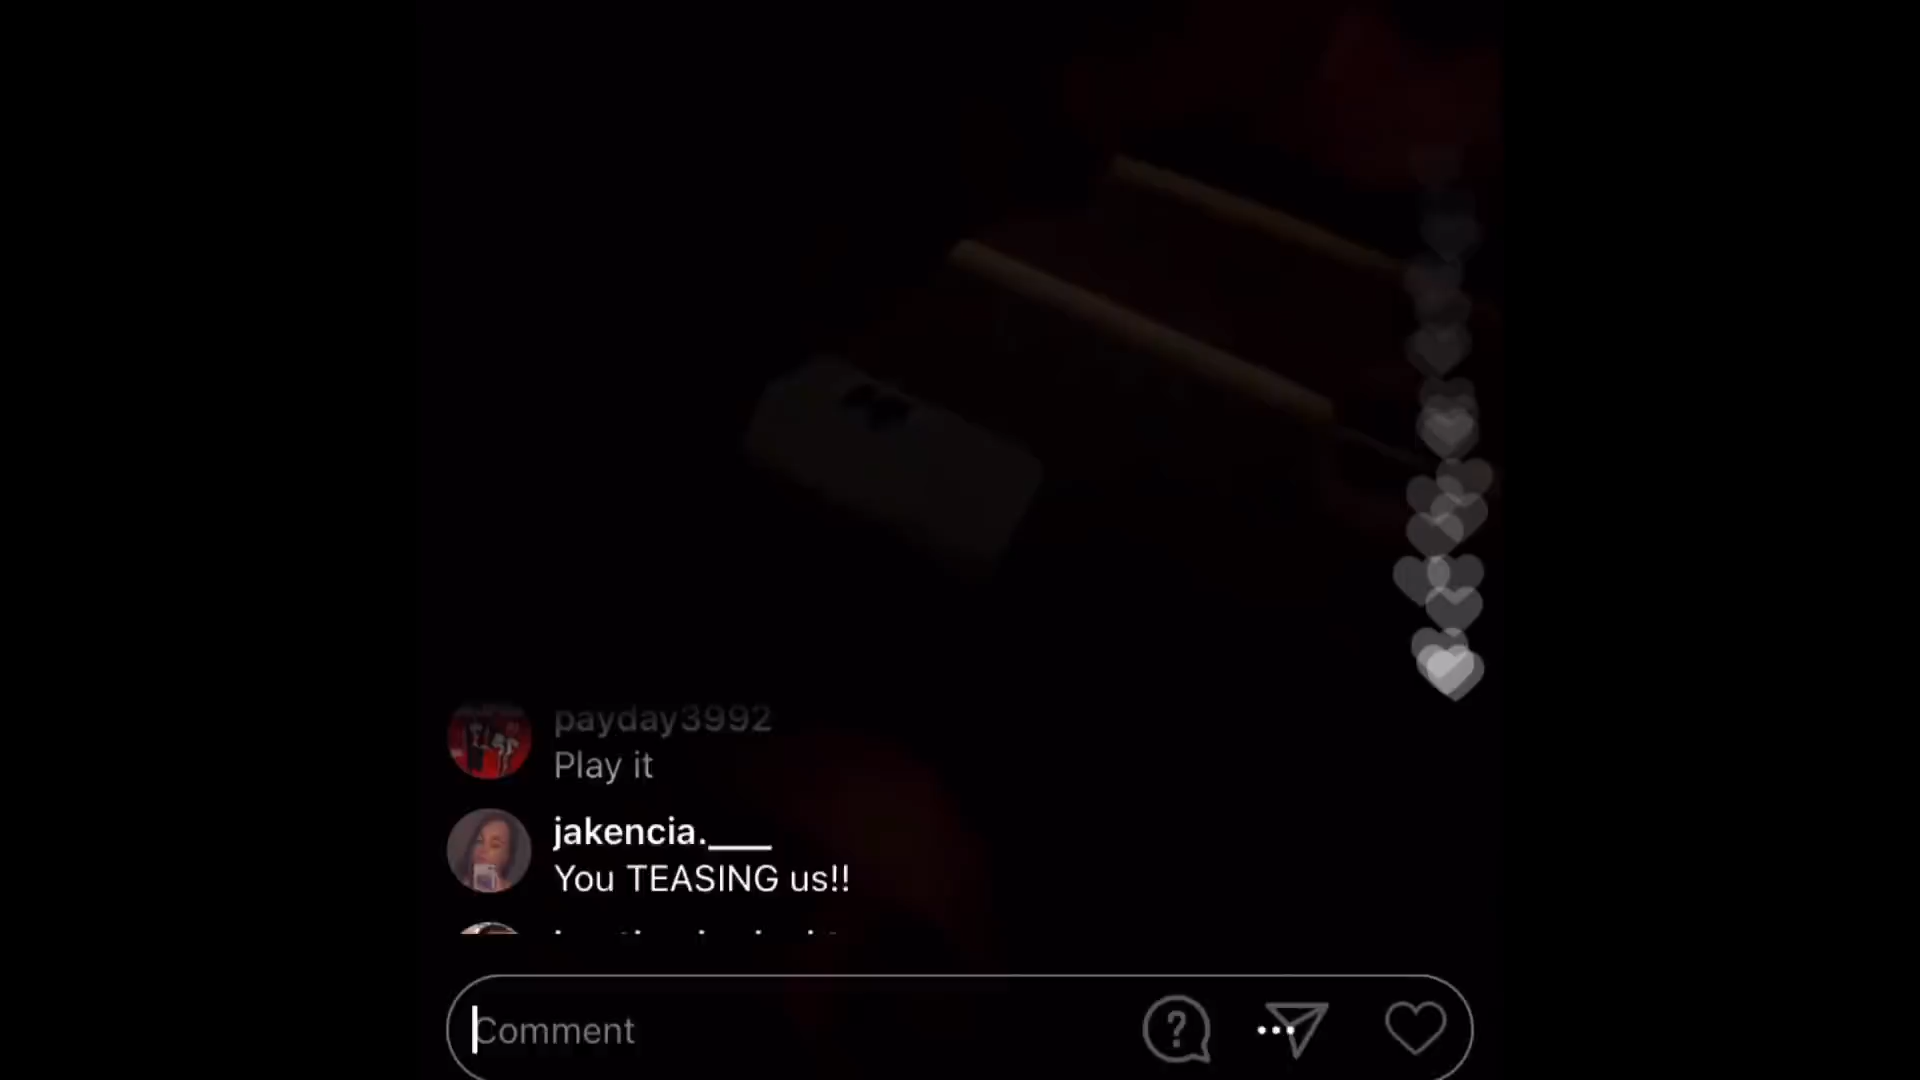 payday3992
Play it
jakencia.___
You TEASING us!!
Comment